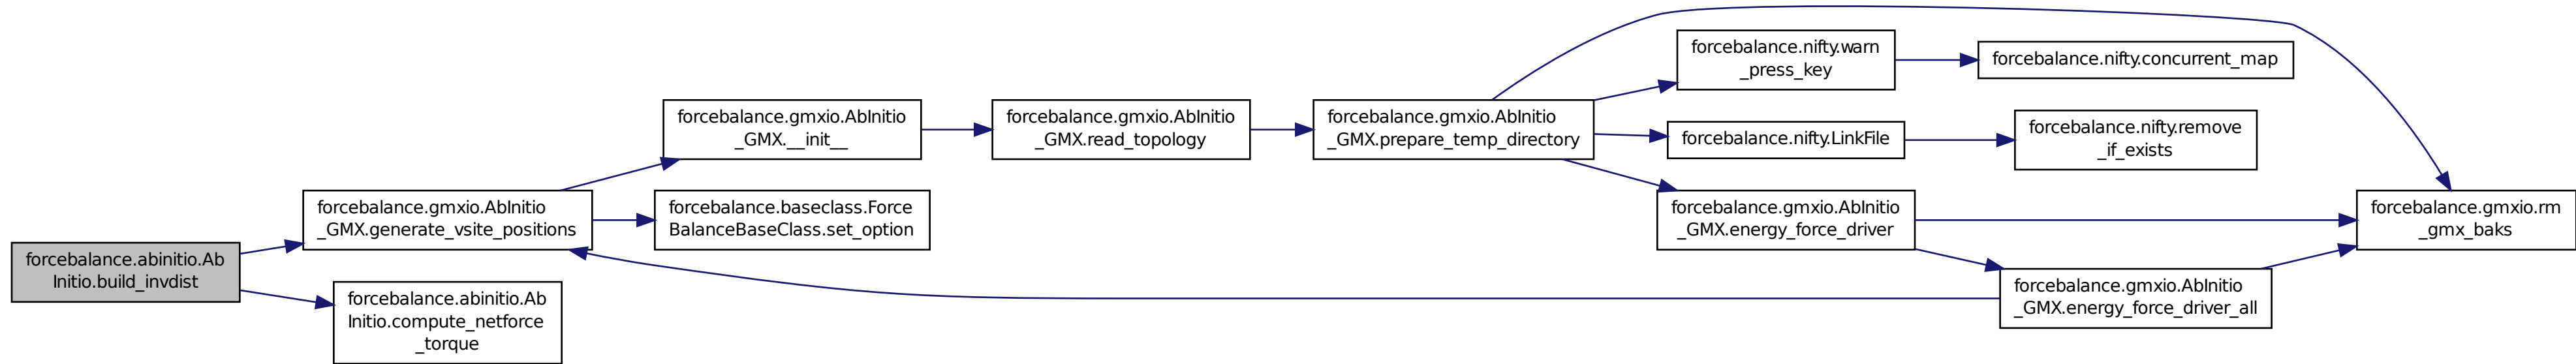 forcebalance.abinitio.Ab
Initio.build_invdist
forcebalance.gmxio.AbInitio
_GMX.generate_vsite_positions
forcebalance.abinitio.Ab
Initio.compute_netforce
_torque
forcebalance.gmxio.AbInitio
_GMX.__init__
forcebalance.baseclass.Force
BalanceBaseClass.set_option
forcebalance.gmxio.AbInitio
_GMX.read_topology
forcebalance.gmxio.AbInitio
_GMX.prepare_temp_directory
forcebalance.nifty.warn
_press_key
forcebalance.nifty.LinkFile
forcebalance.gmxio.AbInitio
_GMX.energy_force_driver
forcebalance.nifty.concurrent_map
forcebalance.nifty.remove
_if_exists
forcebalance.gmxio.AbInitio
_GMX.energy_force_driver_all
forcebalance.gmxio.rm
_gmx_baks